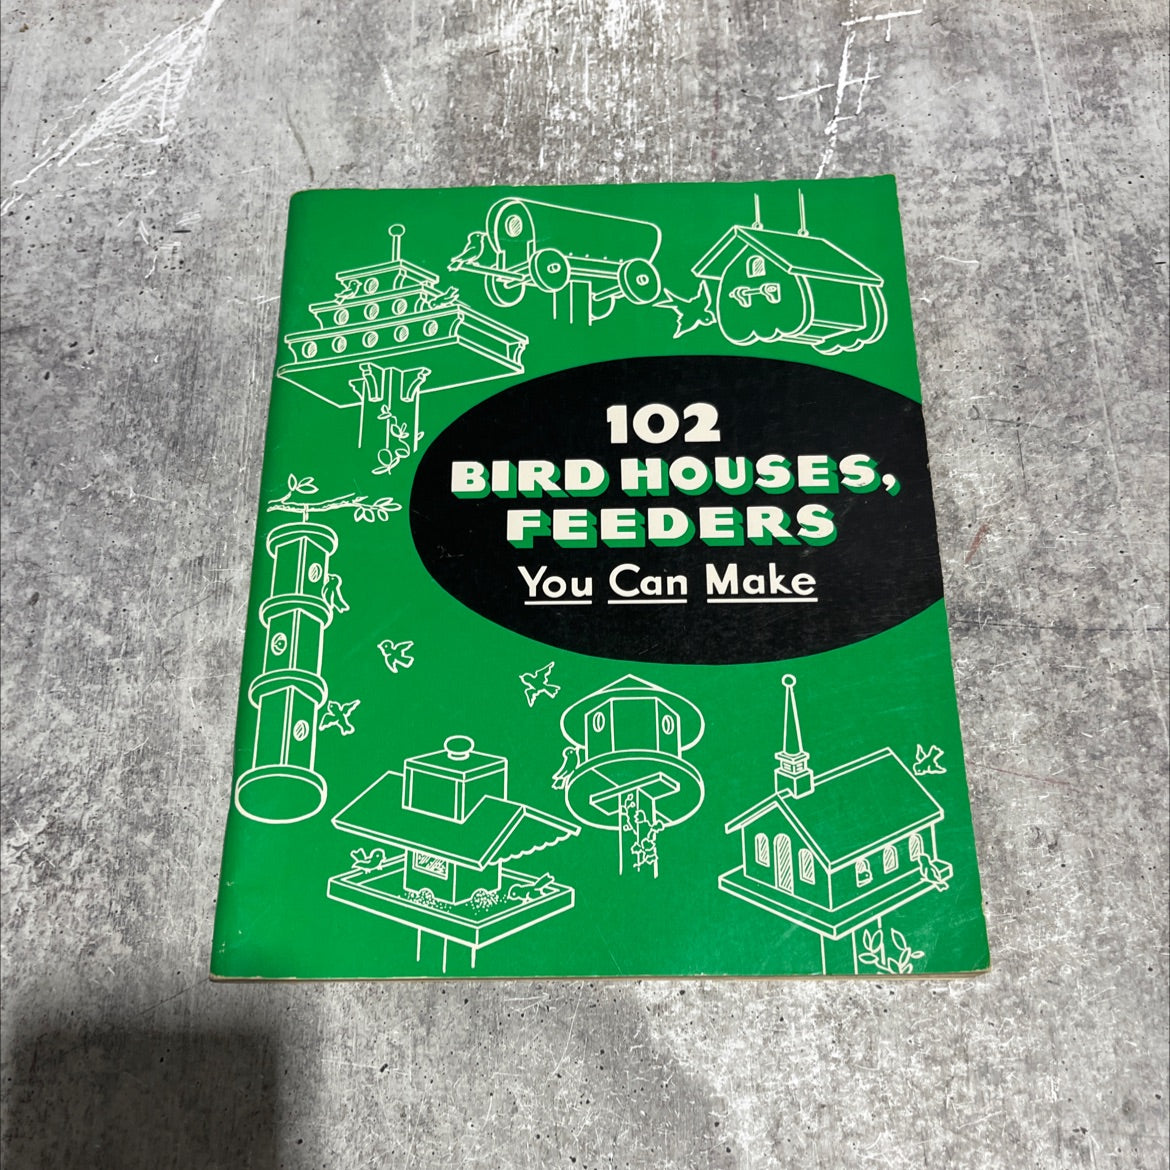 102
BIRD HOUSES,
FEEDERS
You Can Make